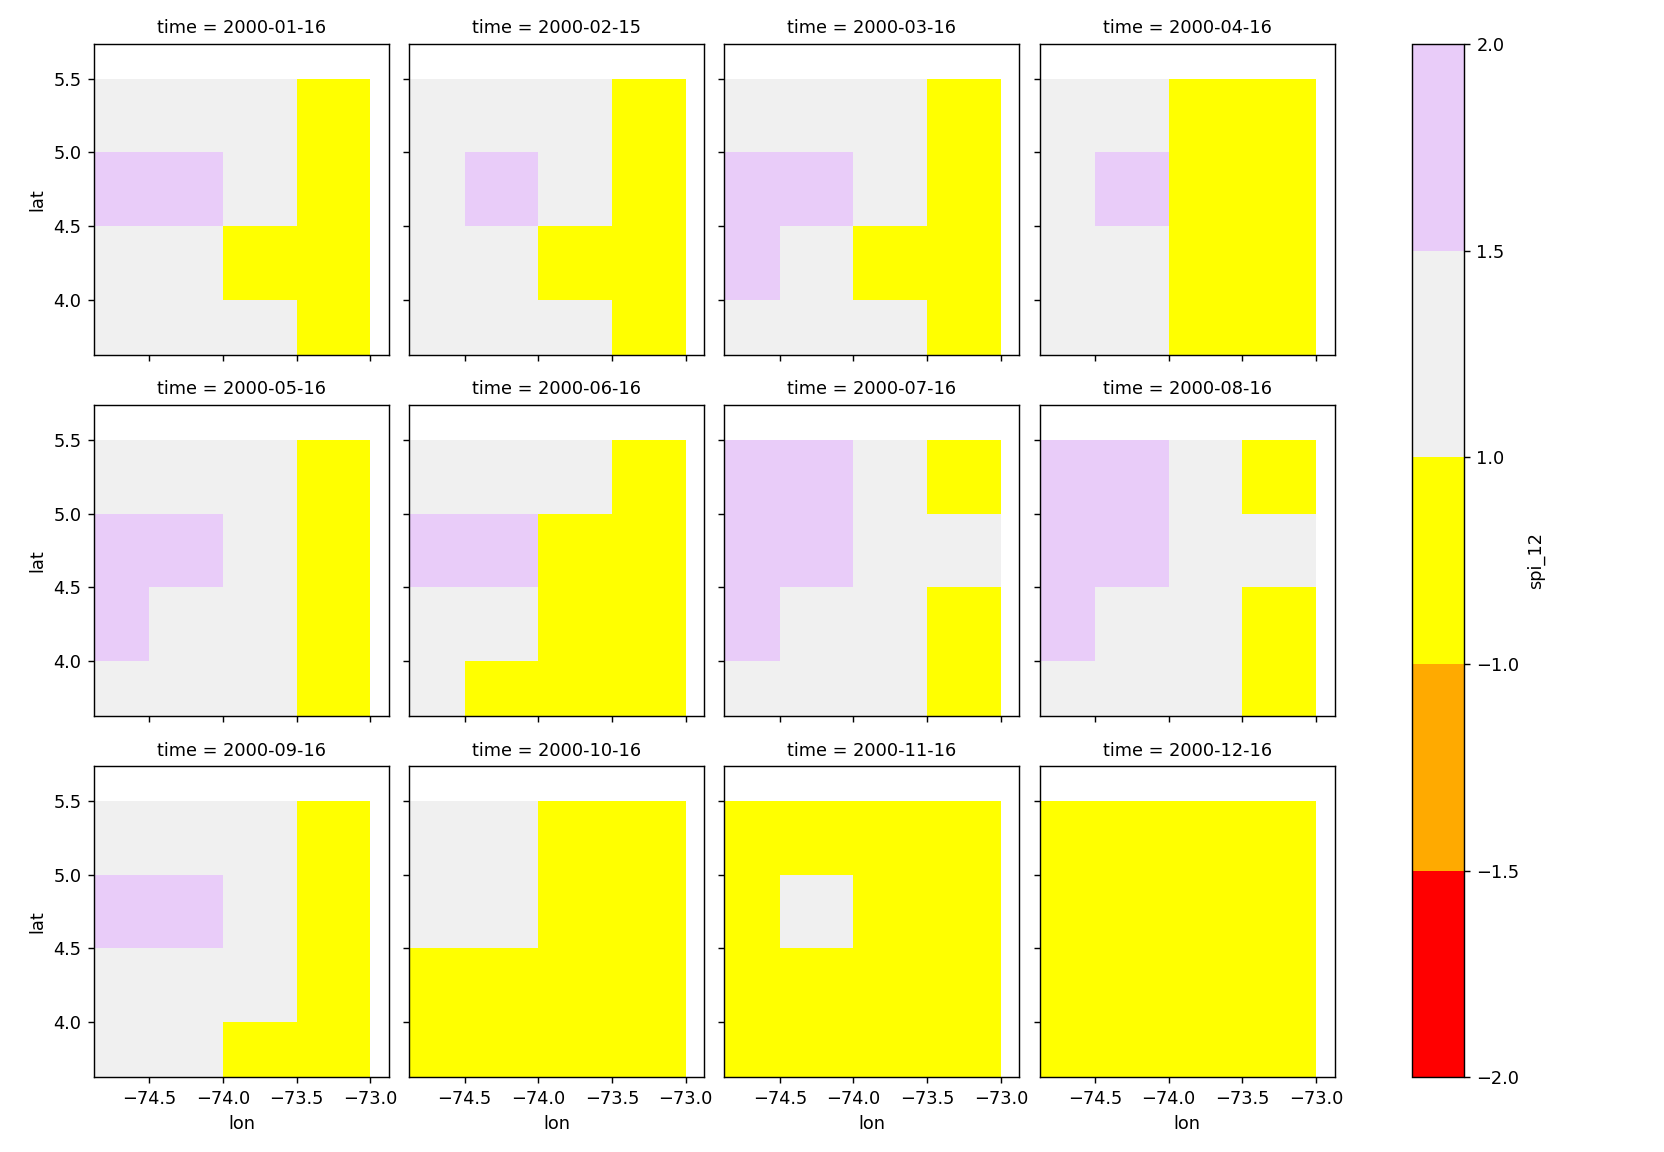 time = 2000-01-16
time = 2000-02-15
time = 2000-03-16
time = 2000-04-16
5.5
5.0
4.5
4.0
lat
time = 2000-05-16
time = 2000-06-16
time = 2000-07-16
time = 2000-08-16
5.5
5.0
4.5
4.0
lat
time = 2000-09-16
time = 2000-10-16
time = 2000-11-16
time = 2000-12-16
5.5
5.0
4.5
4.0
lat
−74.5 −74.0 −73.5 −73.0
−74.5 −74.0 −73.5 −73.0
−74.5 −74.0 −73.5 −73.0
−74.5 −74.0 −73.5 −73.0
lon
lon
lon
lon
2.0
1.5
1.0
−1.0
−1.5
−2.0
spi_12